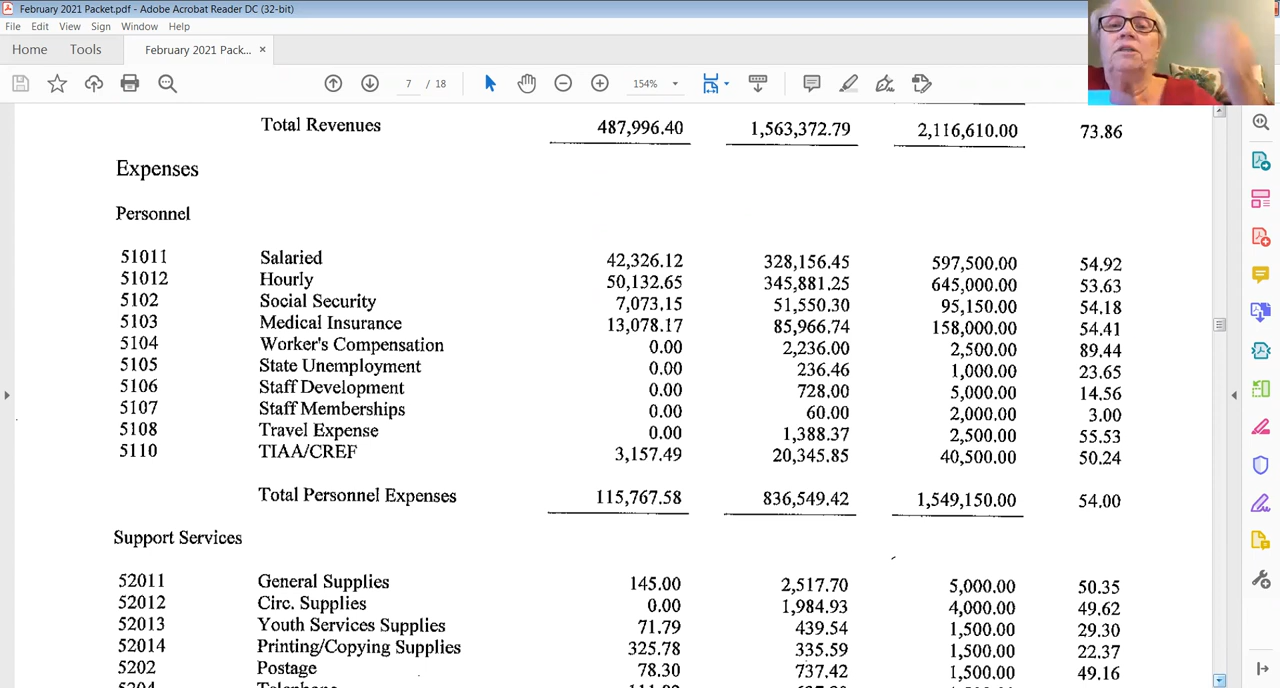 February 2021 Packet.pdf - Adobe Acrobat Reader DC (32-bit)
File Edit View Sign Window Help
Home Tools February 2021 Pack... ×
7 / 18 154%
Total Revenues 487,996.40 1,563,372.79 2,116,610.00 73.86
Expenses
Personnel
51011 Salaried 42,326.12 328,156.45 597,500.00 54.92
51012 Hourly 50,132.65 345,881.25 645,000.00 53.63
5102 Social Security 7,073.15 51,550.30 95,150.00 54.18
5103 Medical Insurance 13,078.17 85,966.74 158,000.00 54.41
5104 Worker's Compensation 0.00 2,236.00 2,500.00 89.44
5105 State Unemployment 0.00 236.46 1,000.00 23.65
5106 Staff Development 0.00 728.00 5,000.00 14.56
5107 Staff Memberships 0.00 60.00 2,000.00 3.00
5108 Travel Expense 0.00 1,388.37 2,500.00 55.53
5110 TIAA/CREF 3,157.49 20,345.85 40,500.00 50.24
Total Personnel Expenses 115,767.58 836,549.42 1,549,150.00 54.00
Support Services
52011 General Supplies 145.00 2,517.70 5,000.00 50.35
52012 Circ. Supplies 0.00 1,984.93 4,000.00 49.62
52013 Youth Services Supplies 71.79 439.54 1,500.00 29.30
52014 Printing/Copying Supplies 325.78 335.59 1,500.00 22.37
5202 Postage 78.30 737.42 1,500.00 49.16